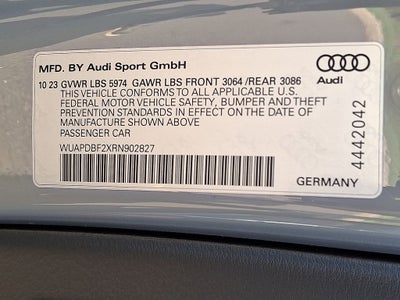 MFD. BY Audi Sport GmbH
10 23 GVWR LBS 5974 GAWR LBS FRONT 3064 /REAR 3086
THIS VEHICLE CONFORMS TO ALL APPLICABLE U.S.
FEDERAL MOTOR VEHICLE SAFETY, BUMPER AND THEFT
PREVENTION STANDARDS IN EFFECT ON THE DATE OF
MANUFACTURE SHOWN ABOVE
PASSENGER CAR
WUAPDBF2XRN902827
Audi
4442042
GERMANY